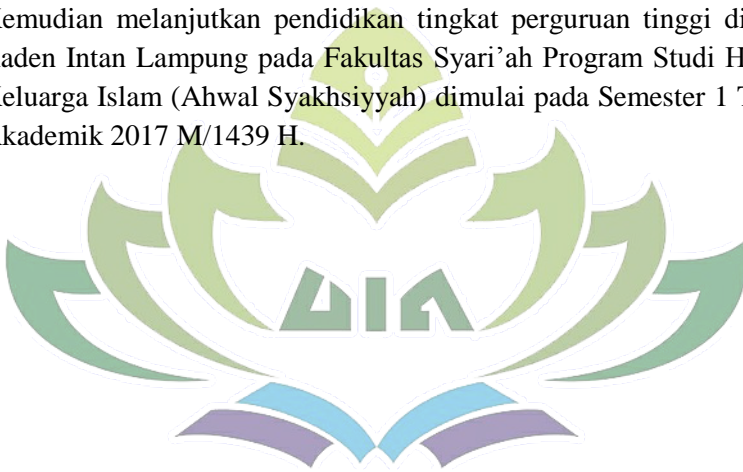 emudian melanjutkan pendidikan tingkat perguruan tinggi di
aden Intan Lampung pada Fakultas Syari’ah Program Studi H
eluarga Islam (Ahwal Syakhsiyyah) dimulai pada Semester 1 T
kademik 2017 M/1439 H.
UIN